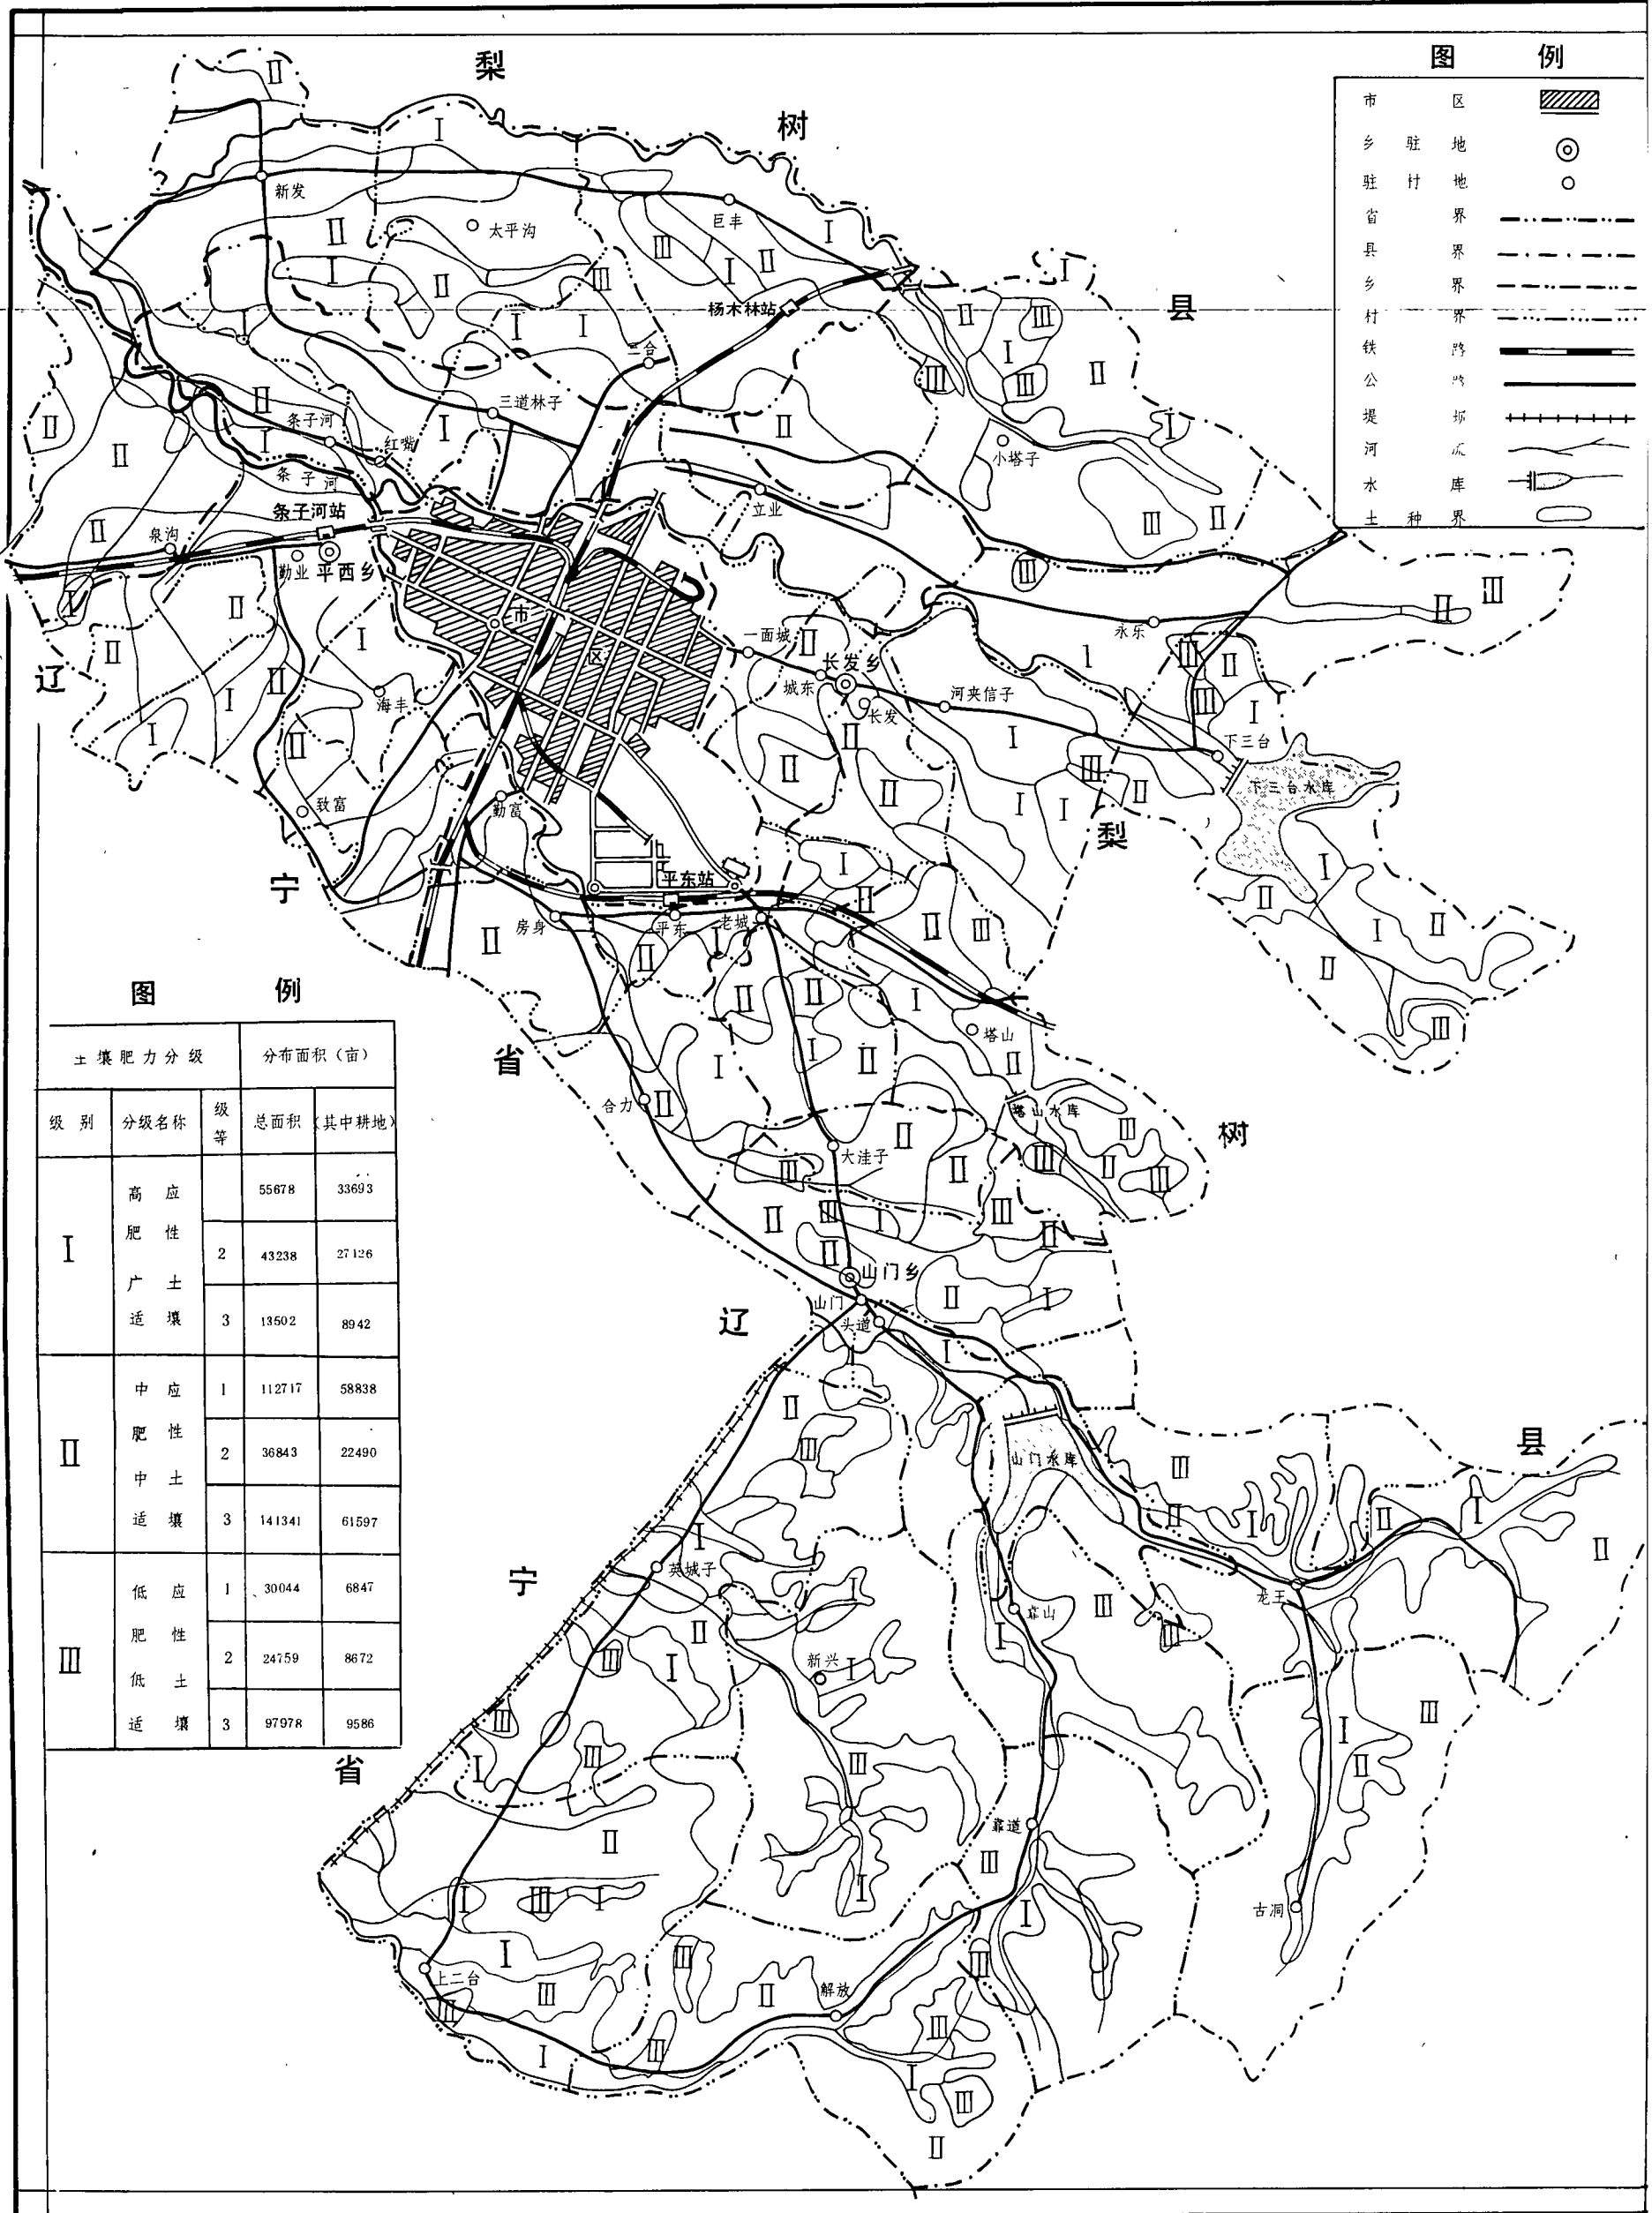 图 例
市 区
乡 驻 地
驻 村 地
省 界
县 界
乡 界
村 界
铁 路
公 路
堤 坝
河 流
水 库
土 种 界
梨
树
县
新发
太平沟
巨丰
杨木林站
三合
三道林子
条子河
红嘴
条子河
条子河站
泉沟
勤业
平西乡
小塔子
立业
永乐
市
区
一面城
长发乡
城东
长发
河夹信子
下三台
下三台水库
海丰
致富
勤富
平东站
房身
平东
老城
辽
宁
省
梨
树
县
塔山
塔山水库
合力
大洼子
山门乡
山门
头道
山门水库
辽
宁
省
英城子
新兴
靠山
龙王
靠道
古洞
上二台
解放
图 例
土壤肥力分级 分布面积（亩）
级别 分级名称 级等 总面积 (其中耕地)
I 高肥广适应性土壤 55678 33693
2 43238 27126
3 13502 8942
II 中肥中适应性土壤 1 112717 58838
2 36843 22490
3 141341 61597
III 低肥低适应性土壤 1 30044 6847
2 24759 8672
3 97978 9586